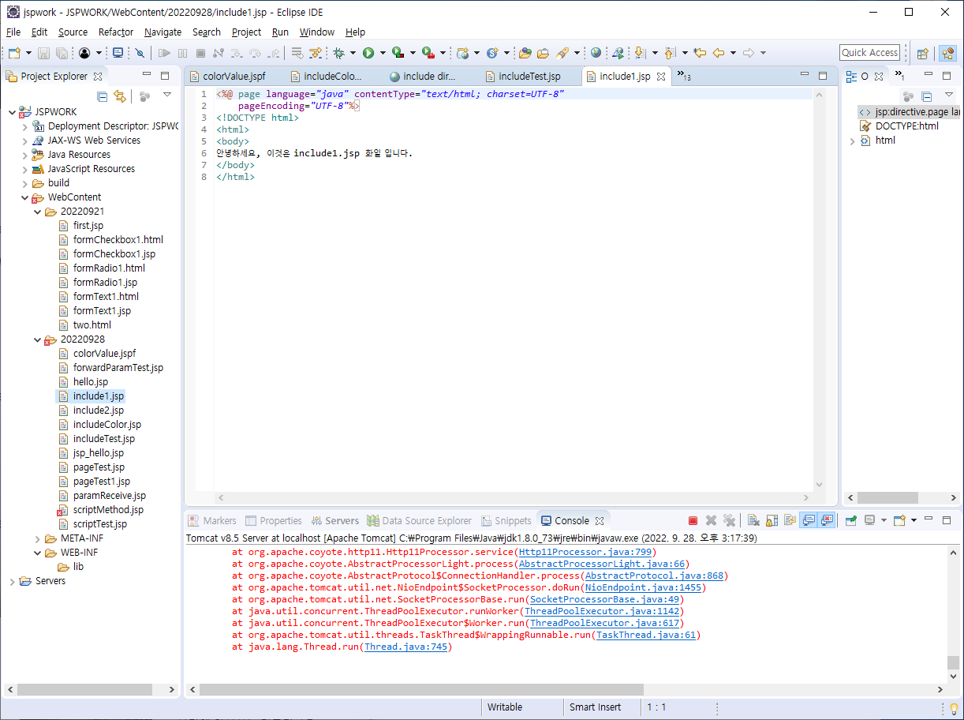 jspwork - JSPWORK/WebContent/20220928/include1.jsp - Eclipse IDE
File Edit Source Refactor Navigate Search Project Run Window Help
Quick Access
Project Explorer
JSPWORK
Deployment Descriptor: JSPWC
JAX-WS Web Services
Java Resources
JavaScript Resources
build
WebContent
20220921
first.jsp
formCheckbox1.html
formCheckbox1.jsp
formRadio1.html
formRadio1.jsp
formText1.html
formText1.jsp
two.html
20220928
colorValue.jspf
forwardParamTest.jsp
hello.jsp
include1.jsp
include2.jsp
includeColor.jsp
includeTest.jsp
jsp_hello.jsp
pageTest.jsp
pageTest1.jsp
paramReceive.jsp
scriptMethod.jsp
scriptTest.jsp
META-INF
WEB-INF
lib
Servers
colorValue.jspf includeColo... include dir... includeTest.jsp include1.jsp »13
1 <%@ page language="java" contentType="text/html; charset=UTF-8"
2 pageEncoding="UTF-8"%>
3 <!DOCTYPE html>
4 <html>
5 <body>
6 안녕하세요, 이것은 include1.jsp 화일 입니다.
7 </body>
8 </html>
O »1
jsp:directive.page lan
DOCTYPE:html
html
Markers Properties Servers Data Source Explorer Snippets Console
Tomcat v8.5 Server at localhost [Apache Tomcat] C:₩Program Files₩Java₩jdk1.8.0_73₩jre₩bin₩javaw.exe (2022. 9. 28. 오후 3:17:39)
at org.apache.coyote.http11.Http11Processor.service(Http11Processor.java:799)
at org.apache.coyote.AbstractProcessorLight.process(AbstractProcessorLight.java:66)
at org.apache.coyote.AbstractProtocol$ConnectionHandler.process(AbstractProtocol.java:868)
at org.apache.tomcat.util.net.NioEndpoint$SocketProcessor.doRun(NioEndpoint.java:1455)
at org.apache.tomcat.util.net.SocketProcessorBase.run(SocketProcessorBase.java:49)
at java.util.concurrent.ThreadPoolExecutor.runWorker(ThreadPoolExecutor.java:1142)
at java.util.concurrent.ThreadPoolExecutor$Worker.run(ThreadPoolExecutor.java:617)
at org.apache.tomcat.util.threads.TaskThread$WrappingRunnable.run(TaskThread.java:61)
at java.lang.Thread.run(Thread.java:745)
Writable Smart Insert 1 : 1